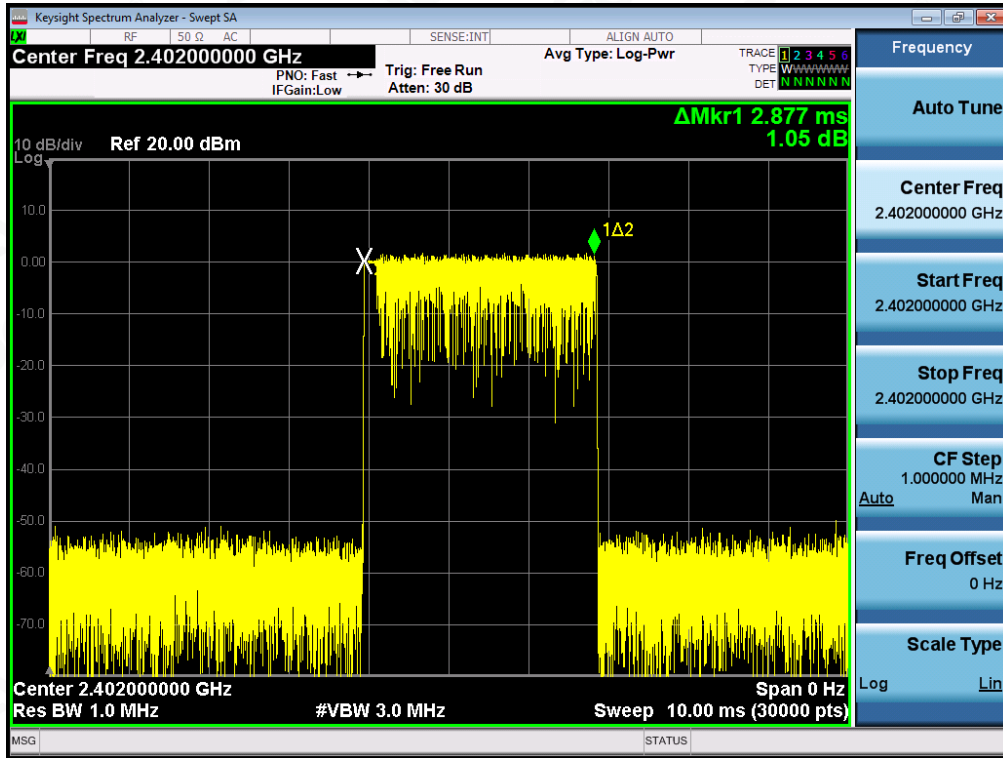 Keysight Spectrum Analyzer - Swept SA
LXI RF 50 Ω AC SENSE:INT ALIGN AUTO
Center Freq 2.402000000 GHz
PNO: Fast
IFGain:Low
Trig: Free Run
Atten: 30 dB
Avg Type: Log-Pwr
TRACE 1 2 3 4 5 6
TYPE WWWWWW
DET N N N N N N
ΔMkr1 2.877 ms
1.05 dB
10 dB/div Ref 20.00 dBm
Log
10.0
0.00
-10.0
-20.0
-30.0
-40.0
-50.0
-60.0
-70.0
1Δ2
Center 2.402000000 GHz Span 0 Hz
Res BW 1.0 MHz #VBW 3.0 MHz Sweep 10.00 ms (30000 pts)
MSG STATUS
Frequency
Auto Tune
Center Freq
2.402000000 GHz
Start Freq
2.402000000 GHz
Stop Freq
2.402000000 GHz
CF Step
1.000000 MHz
Auto Man
Freq Offset
0 Hz
Scale Type
Log Lin